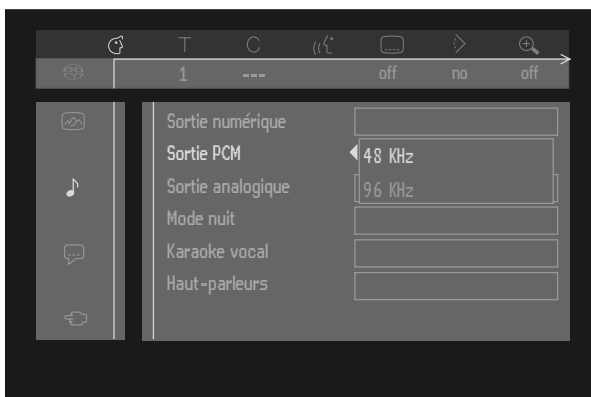 T C
1 --- off no off
Sortie numérique
Sortie PCM 48 KHz
Sortie analogique 96 KHz
Mode nuit
Karaoke vocal
Haut-parleurs